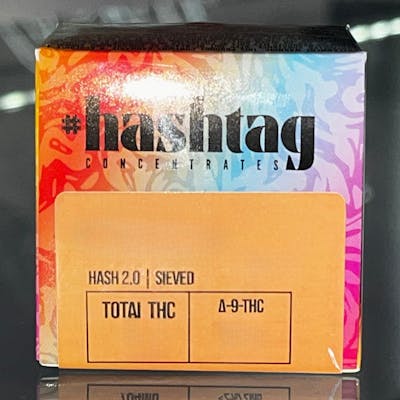 #hashtag
CONCENTRATES
HASH 2.0 | SIEVED
TOTAl THC
Δ-9-THC